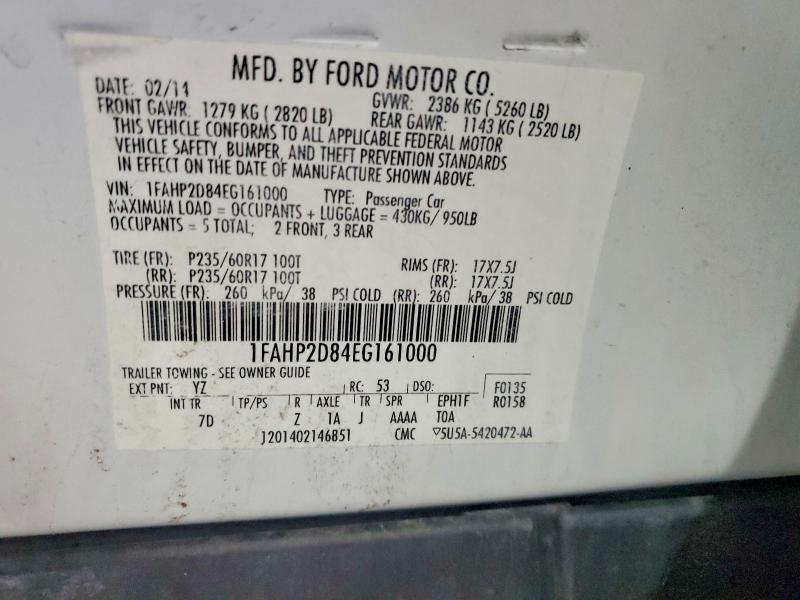 MFD. BY FORD MOTOR CO.
DATE: 02/14 GVWR: 2386 KG ( 5260 LB)
FRONT GAWR: 1279 KG ( 2820 LB) REAR GAWR: 1143 KG ( 2520 LB)
THIS VEHICLE CONFORMS TO ALL APPLICABLE FEDERAL MOTOR
VEHICLE SAFETY, BUMPER, AND THEFT PREVENTION STANDARDS
IN EFFECT ON THE DATE OF MANUFACTURE SHOWN ABOVE.
VIN: 1FAHP2D84EG161000 TYPE: Passenger Car
MAXIMUM LOAD = OCCUPANTS + LUGGAGE = 430KG/ 950LB
OCCUPANTS = 5 TOTAL; 2 FRONT, 3 REAR
TIRE (FR): P235/60R17 100T RIMS (FR): 17X7.5J
(RR): P235/60R17 100T (RR): 17X7.5J
PRESSURE (FR): 260 kPa/ 38 PSI COLD (RR): 260 kPa/ 38 PSI COLD
1FAHP2D84EG161000
TRAILER TOWING - SEE OWNER GUIDE
EXT PNT: YZ RC: 53 DSO: F0135
INT TR TP/PS R AXLE TR SPR EPH1F R0158
7D Z 1A J AAAA TOA
J201402146851 CMC ▽5U5A-5420472-AA